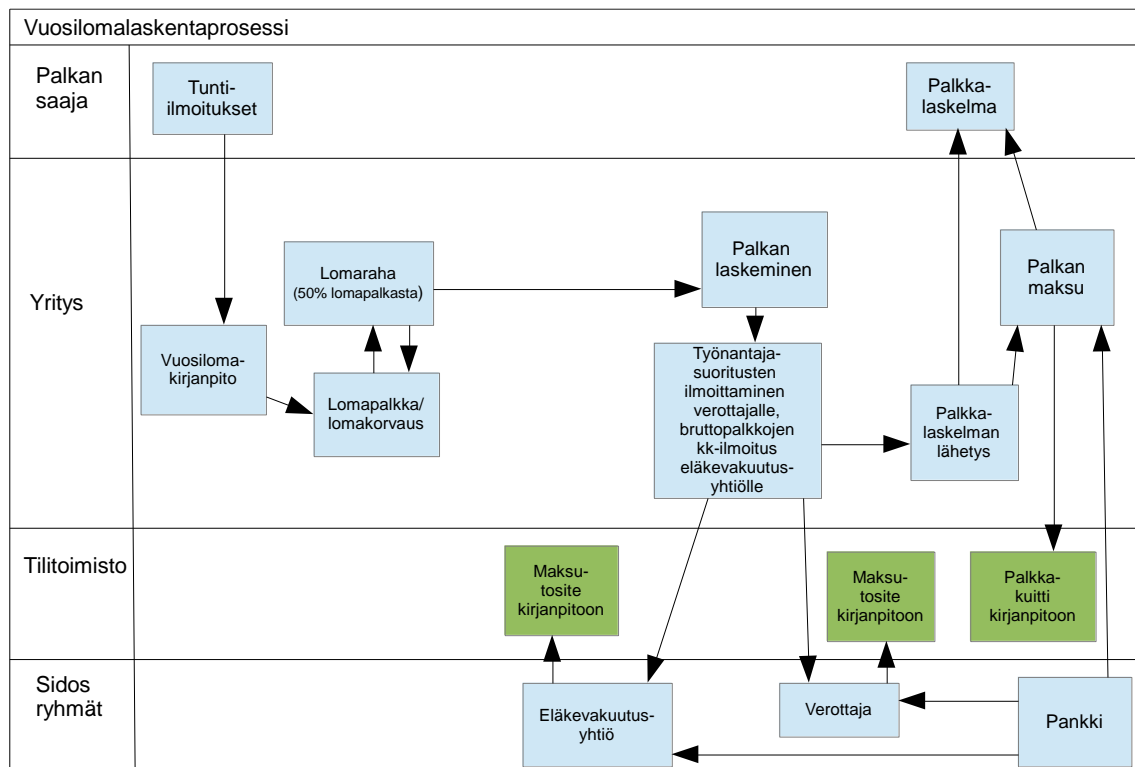 Vuosilomalaskentaprosessi
Palkan
saaja
Tunti-
ilmoitukset
Palkka-
laskelma
Yritys
Lomaraha
(50% lomapalkasta)
Palkan
laskeminen
Palkan
maksu
Vuosiloma-
kirjanpito
Lomapalkka/
lomakorvaus
Työnantaja-
suoritusten
ilmoittaminen
verottajalle,
bruttopalkkojen
kk-ilmoitus
eläkevakuutus-
yhtiölle
Palkka-
laskelman
lähetys
Tilitoimisto
Maksu-
tosite
kirjanpitoon
Maksu-
tosite
kirjanpitoon
Palkka-
kuitti
kirjanpitoon
Sidos
ryhmät
Eläkevakuutus-
yhtiö
Verottaja
Pankki